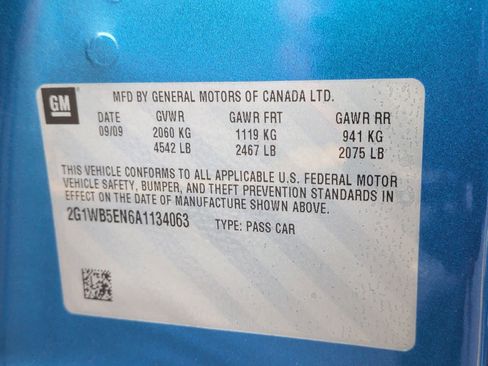 GM
MFD BY GENERAL MOTORS OF CANADA LTD.
DATE GVWR GAWR FRT GAWR RR
09/09 2060 KG 1119 KG 941 KG
4542 LB 2467 LB 2075 LB
THIS VEHICLE CONFORMS TO ALL APPLICABLE U.S. FEDERAL MOTOR
VEHICLE SAFETY, BUMPER, AND THEFT PREVENTION STANDARDS IN
EFFECT ON THE DATE OF MANUFACTURE SHOWN ABOVE.
2G1WB5EN6A1134063 TYPE: PASS CAR